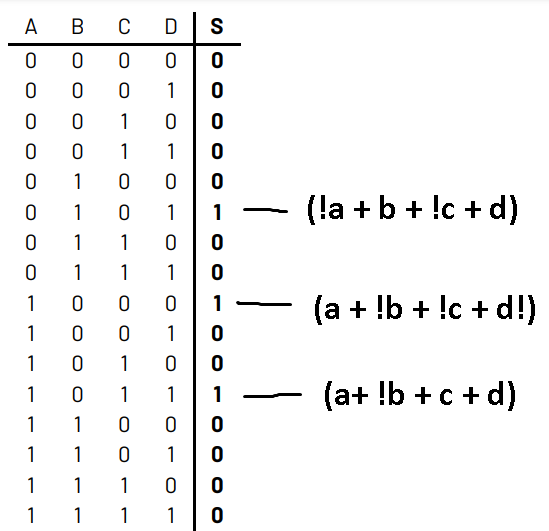 A B C D S
0 0 0 0 0
0 0 0 1 0
0 0 1 0 0
0 0 1 1 0
0 1 0 0 0
0 1 0 1 1 (!a + b + !c + d)
0 1 1 0 0
0 1 1 1 0
1 0 0 0 1 (a + !b + !c + d!)
1 0 0 1 0
1 0 1 0 0
1 0 1 1 1 (a+ !b + c + d)
1 1 0 0 0
1 1 0 1 0
1 1 1 0 0
1 1 1 1 0